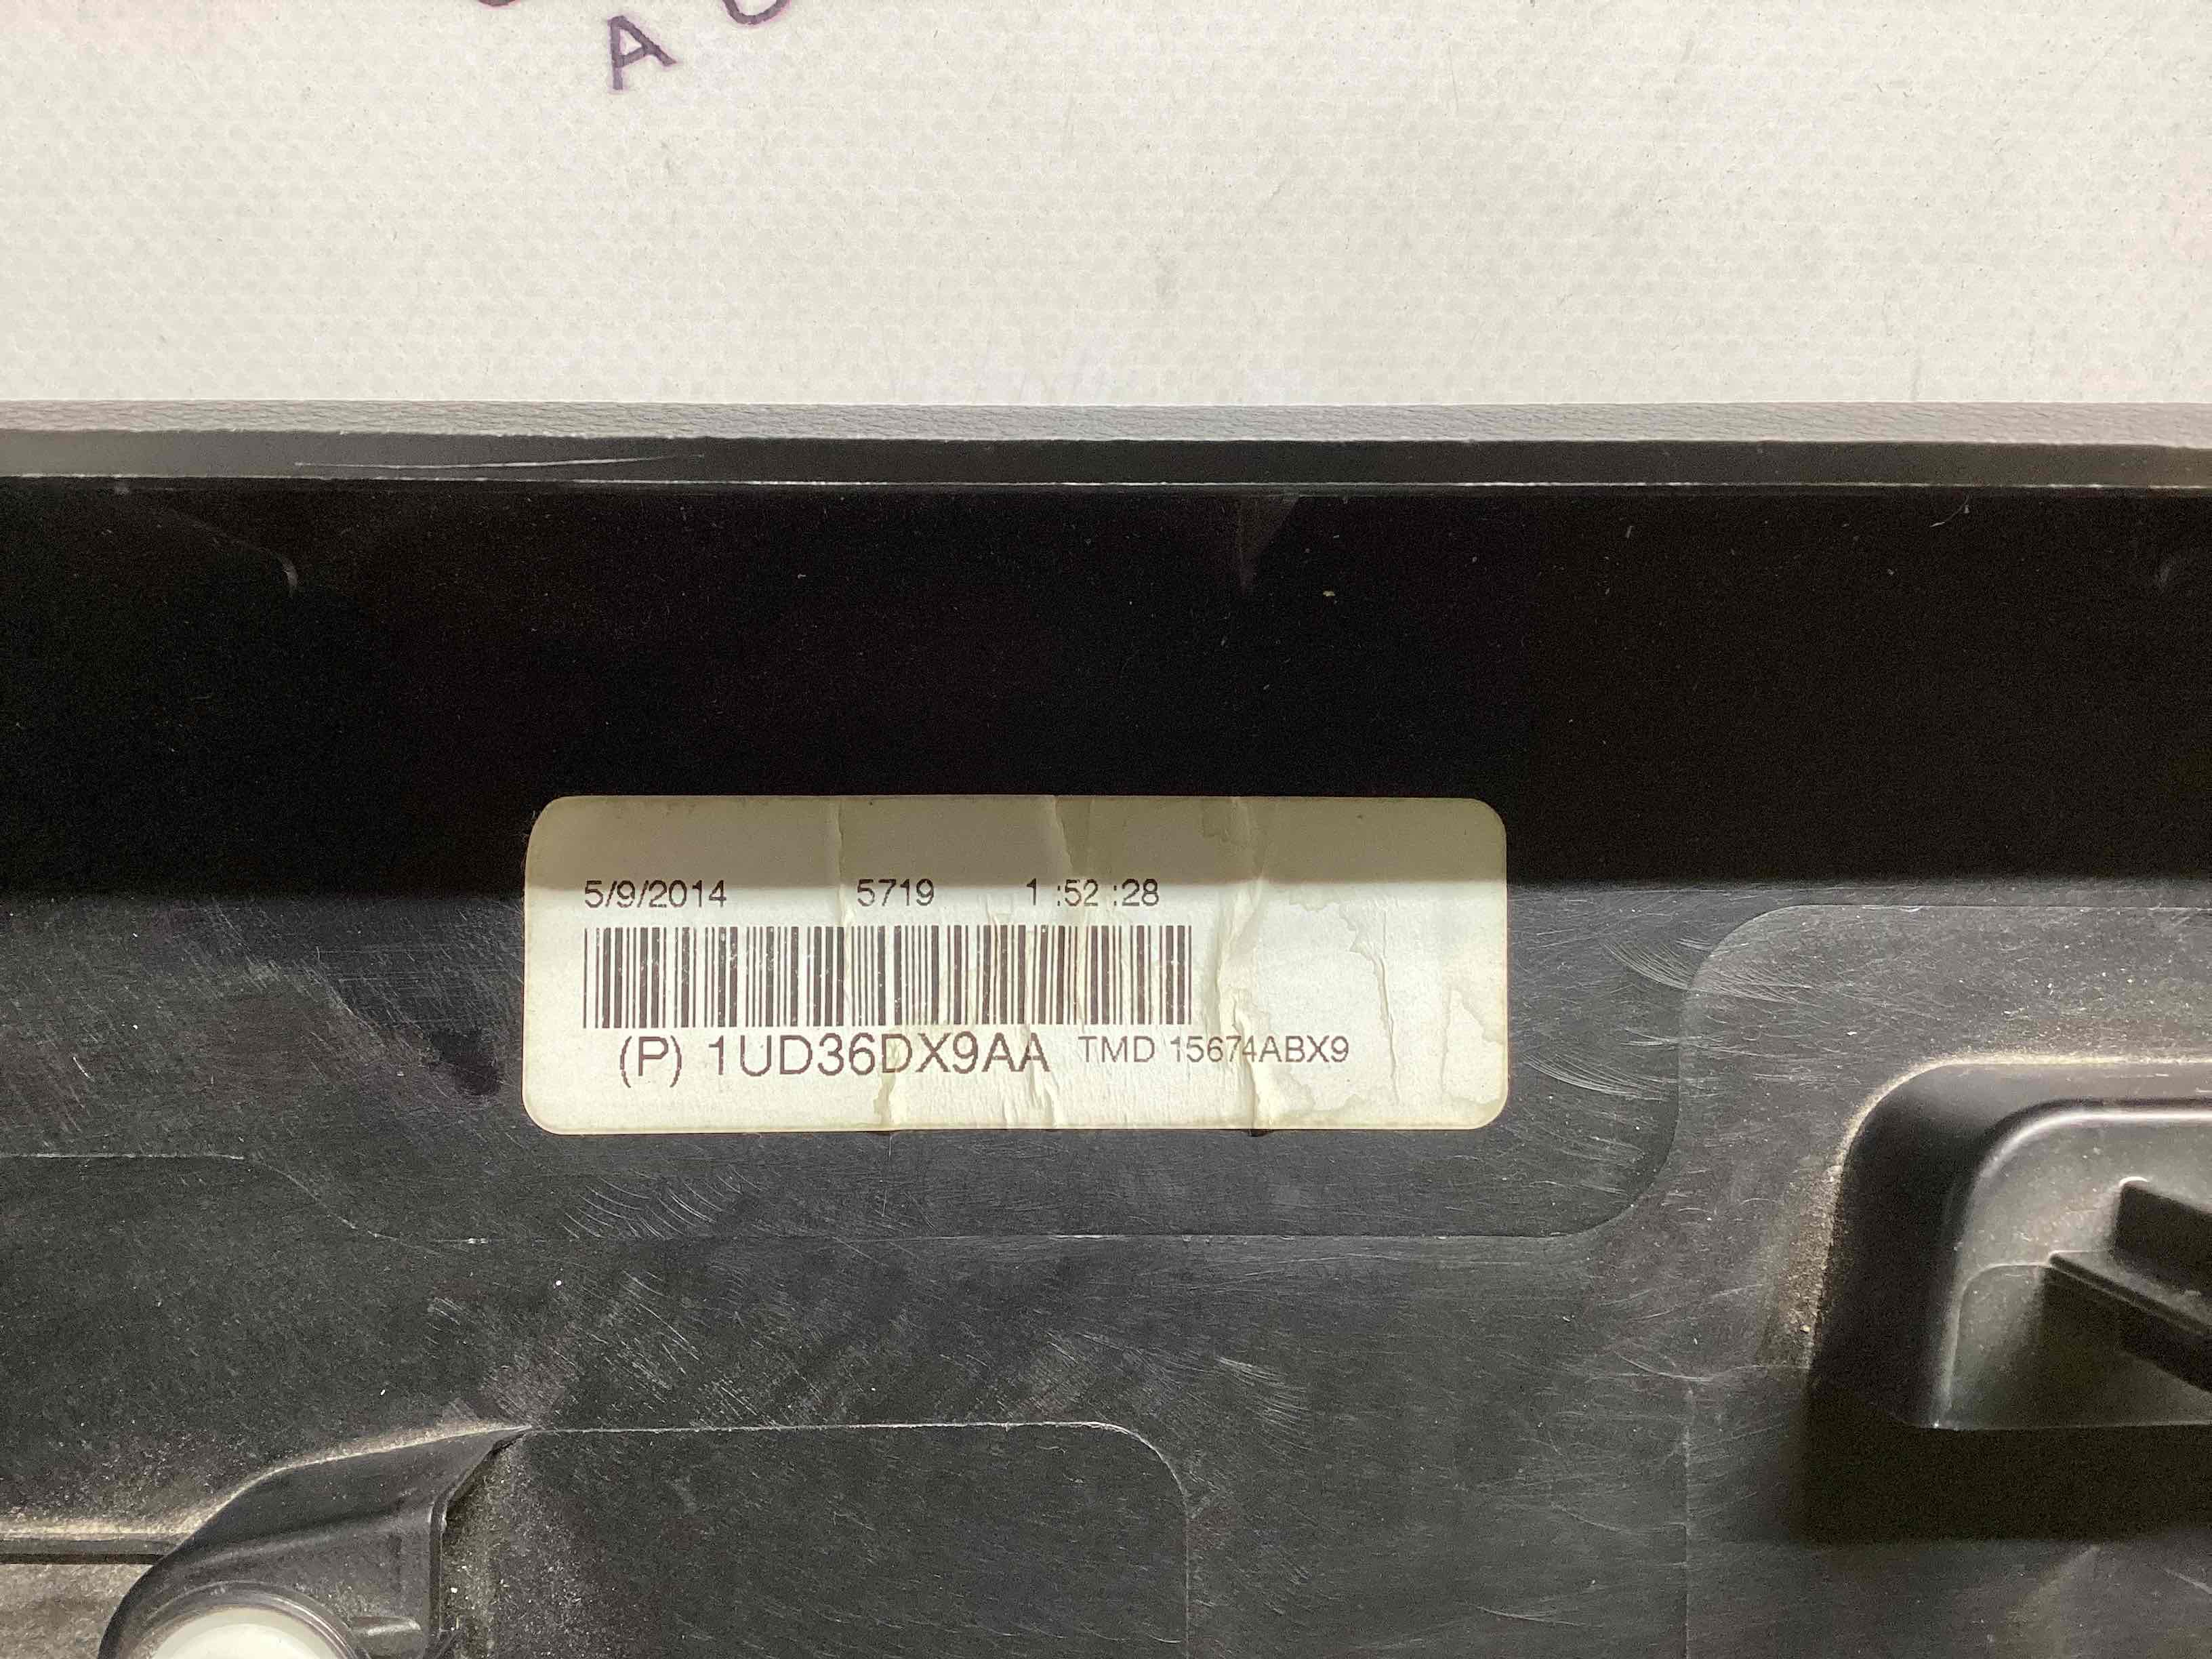 A
5/9/2014 5719 1 :52 :28
(P) 1UD36DX9AA TMD 15674ABX9